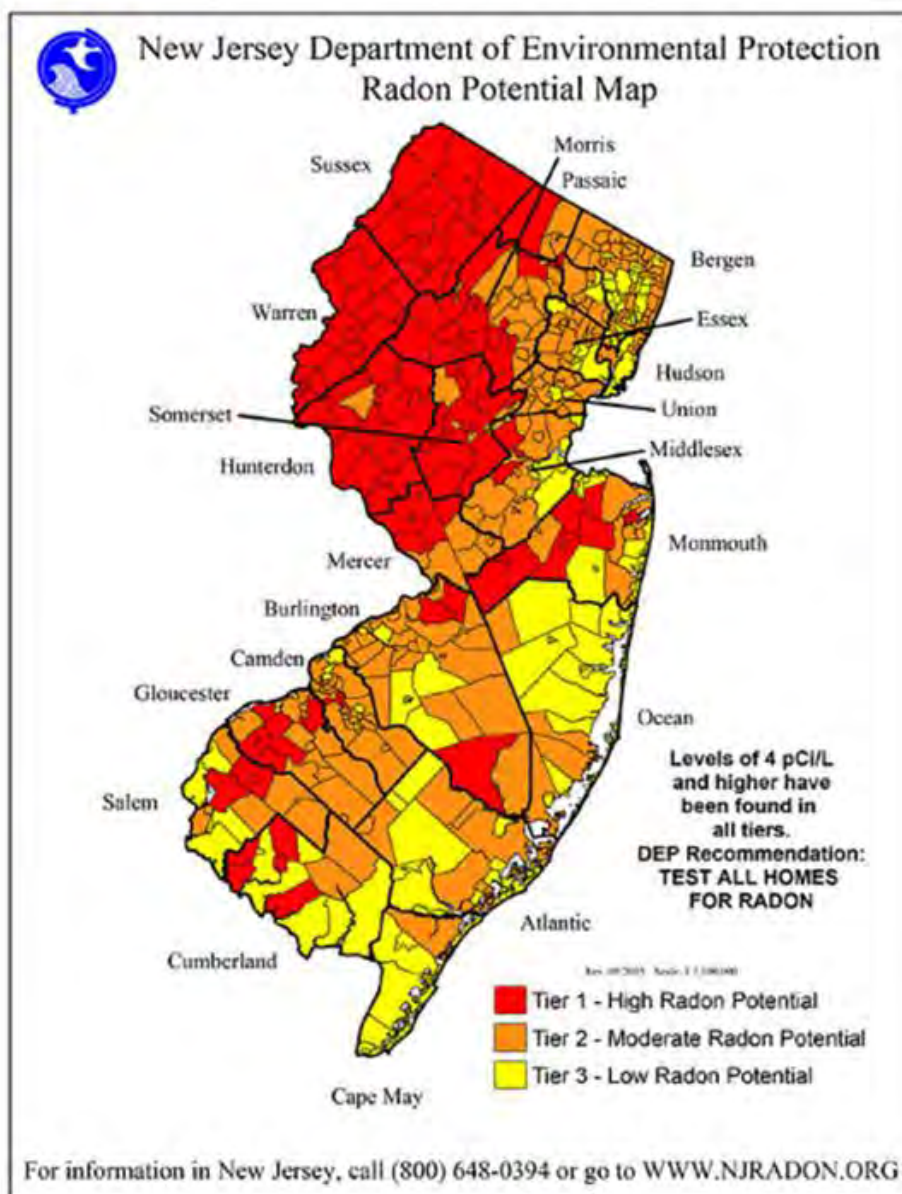 New Jersey Department of Environmental Protection
Radon Potential Map
Morris
Sussex
Passaic
Bergen
Warren
Essex
Hudson
Somerset
Union
Hunterdon
Middlesex
Mercer
Monmouth
Burlington
Camden
Gloucester
Ocean
Levels of 4 pCi/L
and higher have
been found in
all tiers.
DEP Recommendation:
TEST ALL HOMES
FOR RADON
Salem
Atlantic
Cumberland
Tier 1 - High Radon Potential
Tier 2 - Moderate Radon Potential
Tier 3 - Low Radon Potential
Cape May
For information in New Jersey, call (800) 648-0394 or go to WWW.NJRADON.ORG